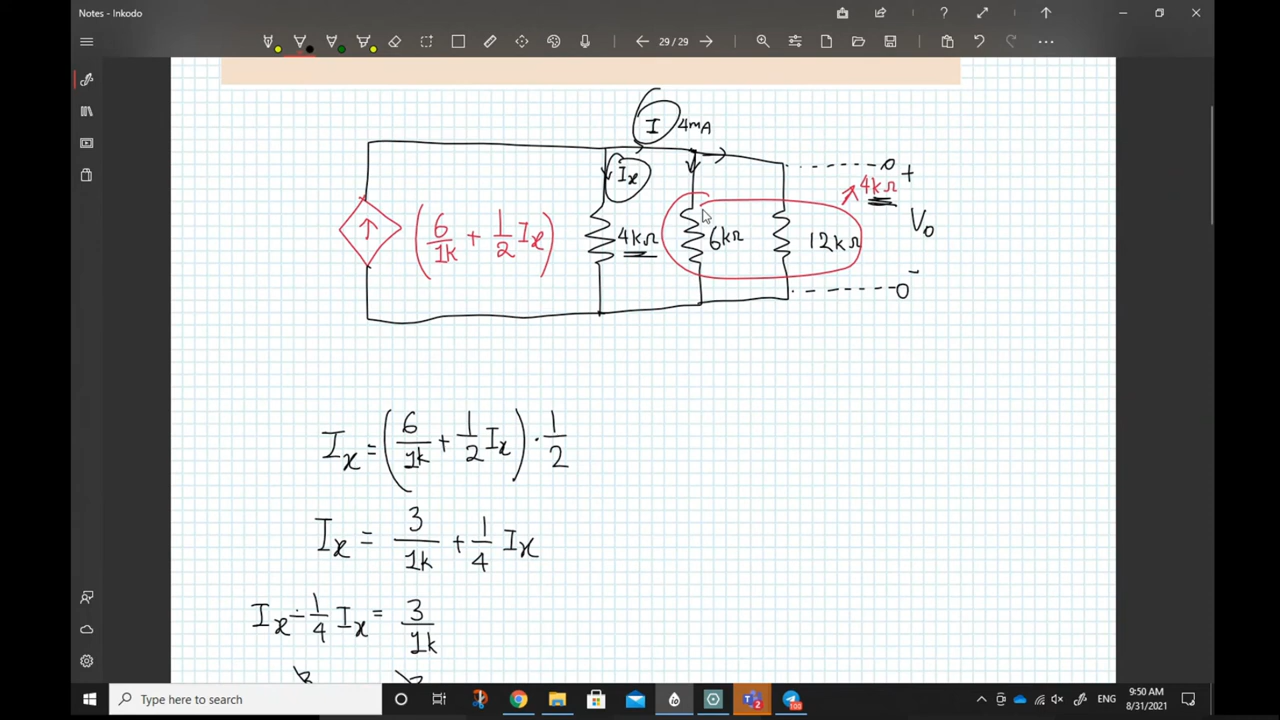 Notes - Inkodo
29 / 29
I 4mA
Ix
(6/1k + 1/2 Ix)
4kΩ
6kΩ
12kΩ
4kΩ
+
Vo
-
Ix = (6/1k + 1/2 Ix) · 1/2
Ix = 3/1k + 1/4 Ix
Ix - 1/4 Ix = 3/1k
Type here to search
2
100
ENG
9:50 AM
8/31/2021